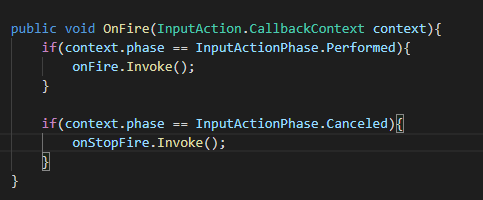 public void OnFire(InputAction.CallbackContext context){
if(context.phase == InputActionPhase.Performed){
onFire.Invoke();
}
if(context.phase == InputActionPhase.Canceled){
onStopFire.Invoke();
}
}